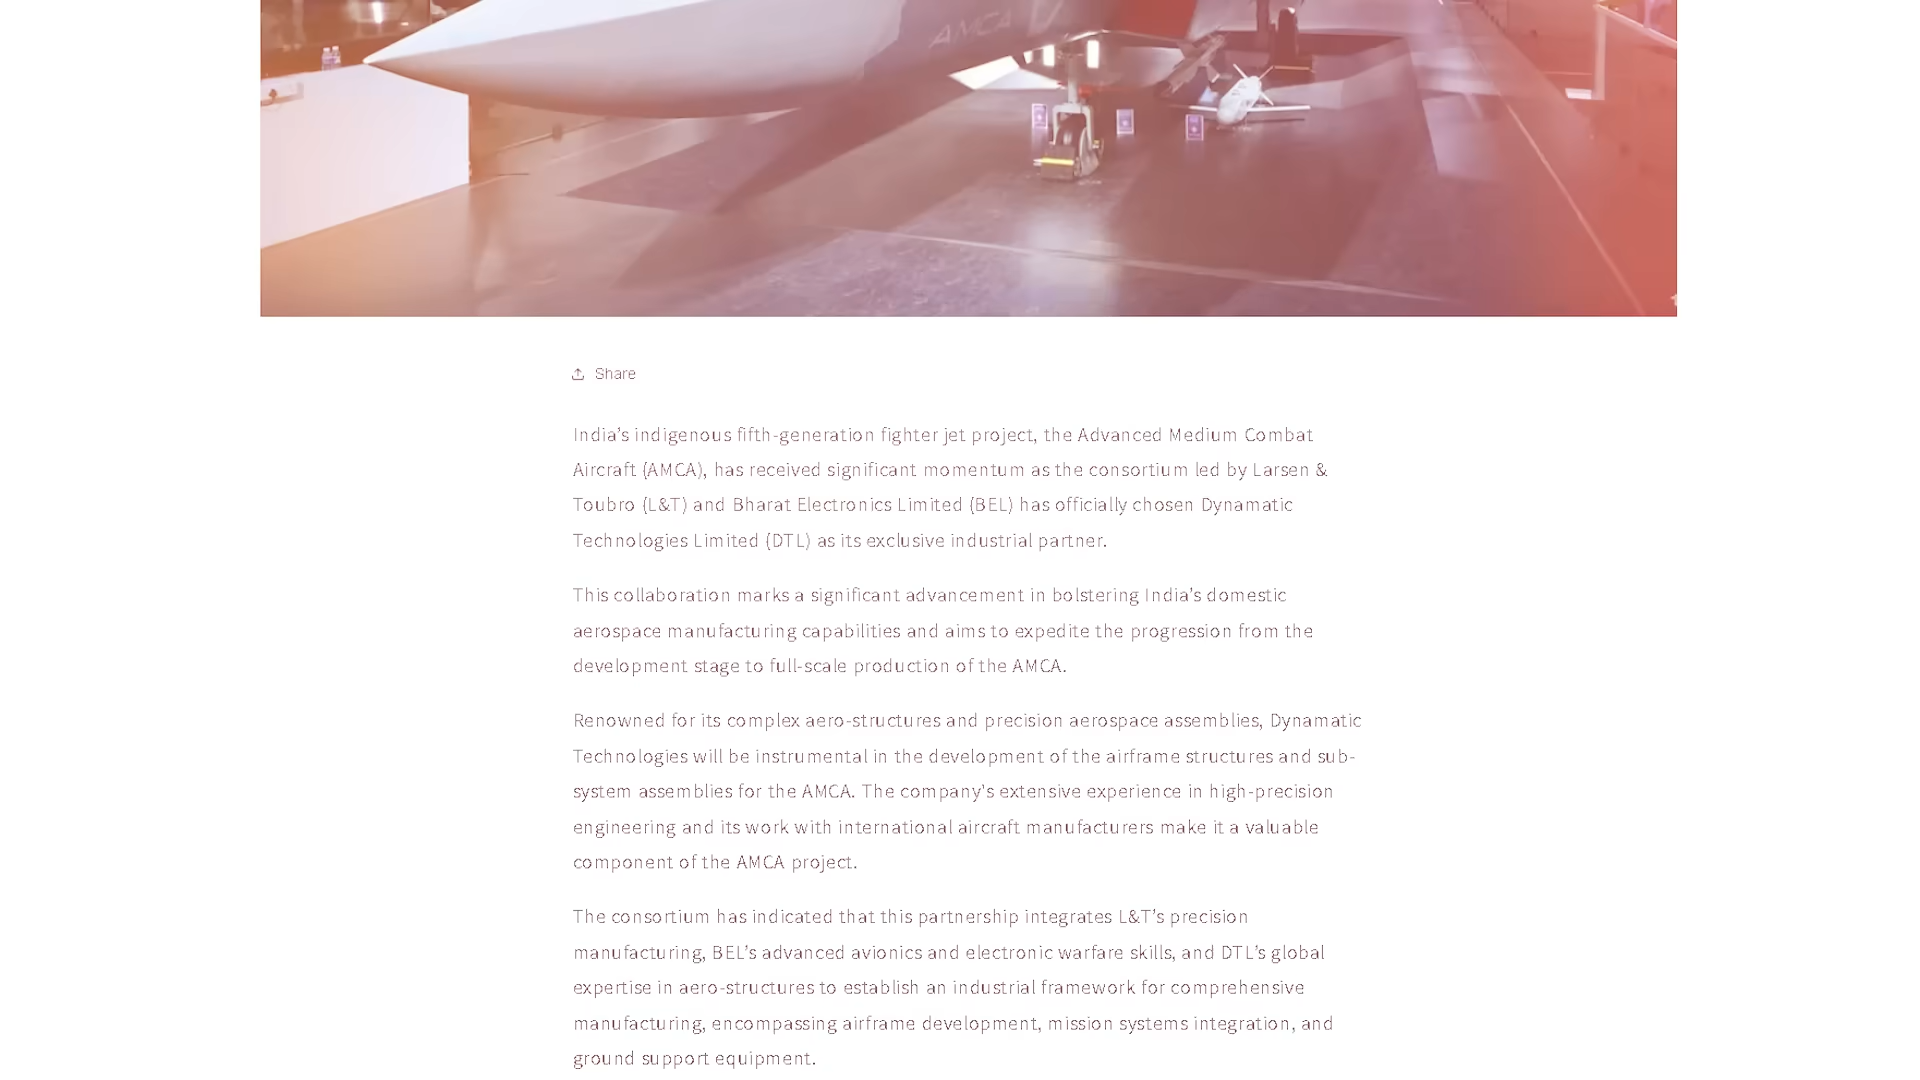 AMCA
Share
India’s indigenous fifth-generation fighter jet project, the Advanced Medium Combat
Aircraft (AMCA), has received significant momentum as the consortium led by Larsen &
Toubro (L&T) and Bharat Electronics Limited (BEL) has officially chosen Dynamatic
Technologies Limited (DTL) as its exclusive industrial partner.
This collaboration marks a significant advancement in bolstering India’s domestic
aerospace manufacturing capabilities and aims to expedite the progression from the
development stage to full-scale production of the AMCA.
Renowned for its complex aero-structures and precision aerospace assemblies, Dynamatic
Technologies will be instrumental in the development of the airframe structures and sub-
system assemblies for the AMCA. The company's extensive experience in high-precision
engineering and its work with international aircraft manufacturers make it a valuable
component of the AMCA project.
The consortium has indicated that this partnership integrates L&T’s precision
manufacturing, BEL’s advanced avionics and electronic warfare skills, and DTL’s global
expertise in aero-structures to establish an industrial framework for comprehensive
manufacturing, encompassing airframe development, mission systems integration, and
ground support equipment.